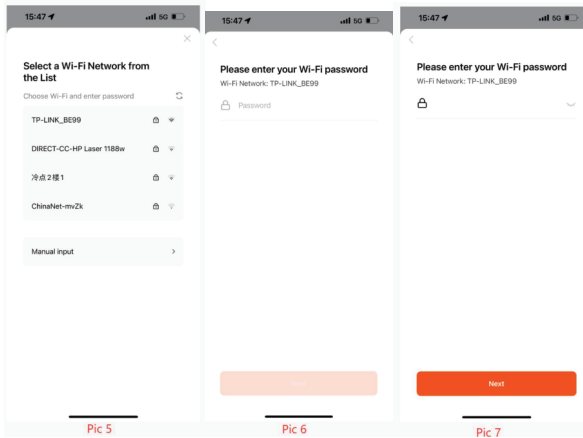 15:47
5G
Select a Wi-Fi Network from
the List
Choose Wi-Fi and enter password
TP-LINK_BE99
DIRECT-CC-HP Laser 1188w
冷点2楼1
ChinaNet-mvZk
Manual input
Pic 5
15:47
5G
Please enter your Wi-Fi password
Wi-Fi Network: TP-LINK_BE99
Password
Pic 6
15:47
5G
Please enter your Wi-Fi password
Wi-Fi Network: TP-LINK_BE99
Next
Pic 7